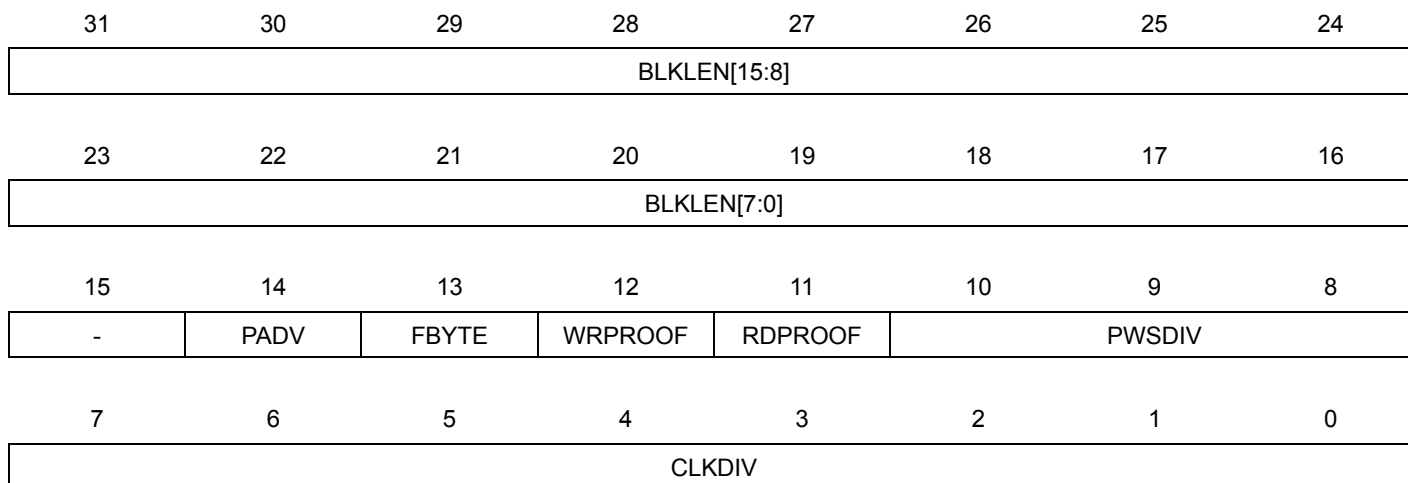 31 30 29 28 27 26 25 24
BLKLEN[15:8]
23 22 21 20 19 18 17 16
BLKLEN[7:0]
15 14 13 12 11 10 9 8
- PADV FBYTE WRPROOF RDPROOF PWSDIV
7 6 5 4 3 2 1 0
CLKDIV